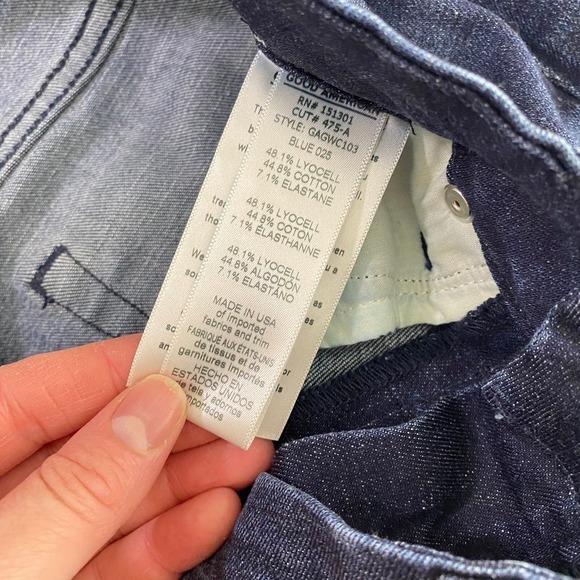 GOOD AMERICAN
RN# 151301
CUT# 475-A
STYLE: GAGWC103
BLUE 025
48.1% LYOCELL
44.8% COTTON
7.1% ELASTANE
48.1% LYOCELL
44.8% COTON
7.1% ÉLASTHANNE
48.1% LYOCELL
44.8% ALGODÓN
7.1% ELASTANO
MADE IN USA
of imported
fabrics and trim
FABRIQUÉ AUX ÉTATS-UNIS
de tissus et de
garnitures importés
HECHO EN
ESTADOS UNIDOS
de tela y adornos
importados